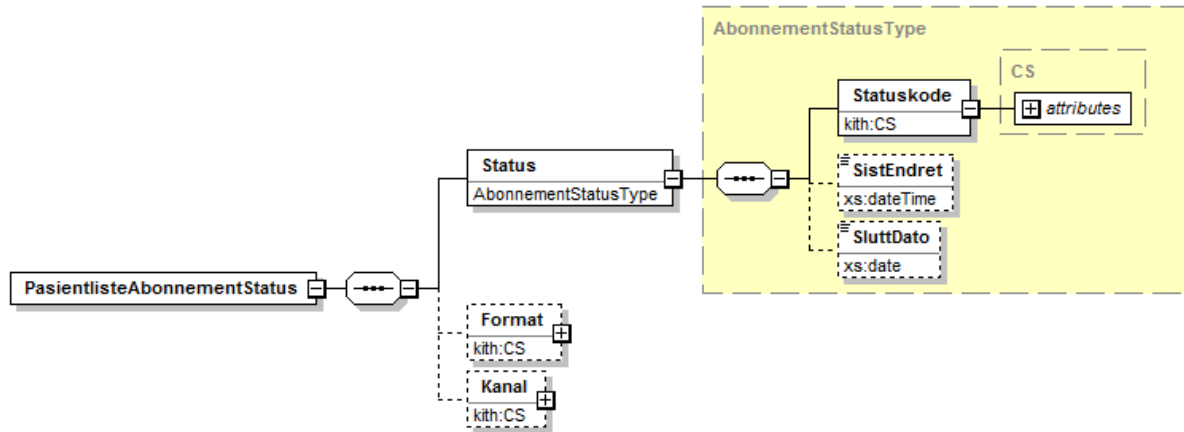 AbonnementStatusType
CS
Statuskode
kith:CS
attributes
Status
AbonnementStatusType
SistEndret
xs:dateTime
SluttDato
xs:date
PasientlisteAbonnementStatus
Format
kith:CS
Kanal
kith:CS